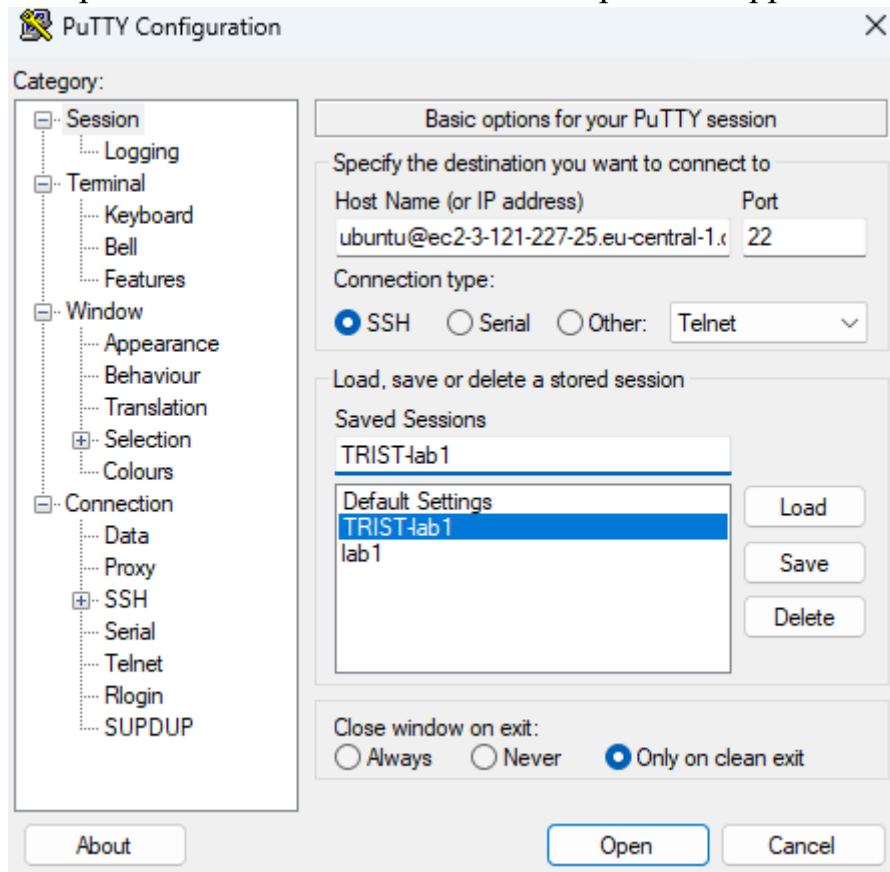 PuTTY Configuration
Category:
Session
Logging
Terminal
Keyboard
Bell
Features
Window
Appearance
Behaviour
Translation
Selection
Colours
Connection
Data
Proxy
SSH
Serial
Telnet
Rlogin
SUPDUP
Basic options for your PuTTY session
Specify the destination you want to connect to
Host Name (or IP address) Port
ubuntu@ec2-3-121-227-25.eu-central-1. 22
Connection type:
SSH Serial Other: Telnet
Load, save or delete a stored session
Saved Sessions
TRIST-lab1
Default Settings
TRIST-lab1
lab1
Load
Save
Delete
Close window on exit:
Always Never Only on clean exit
About Open Cancel